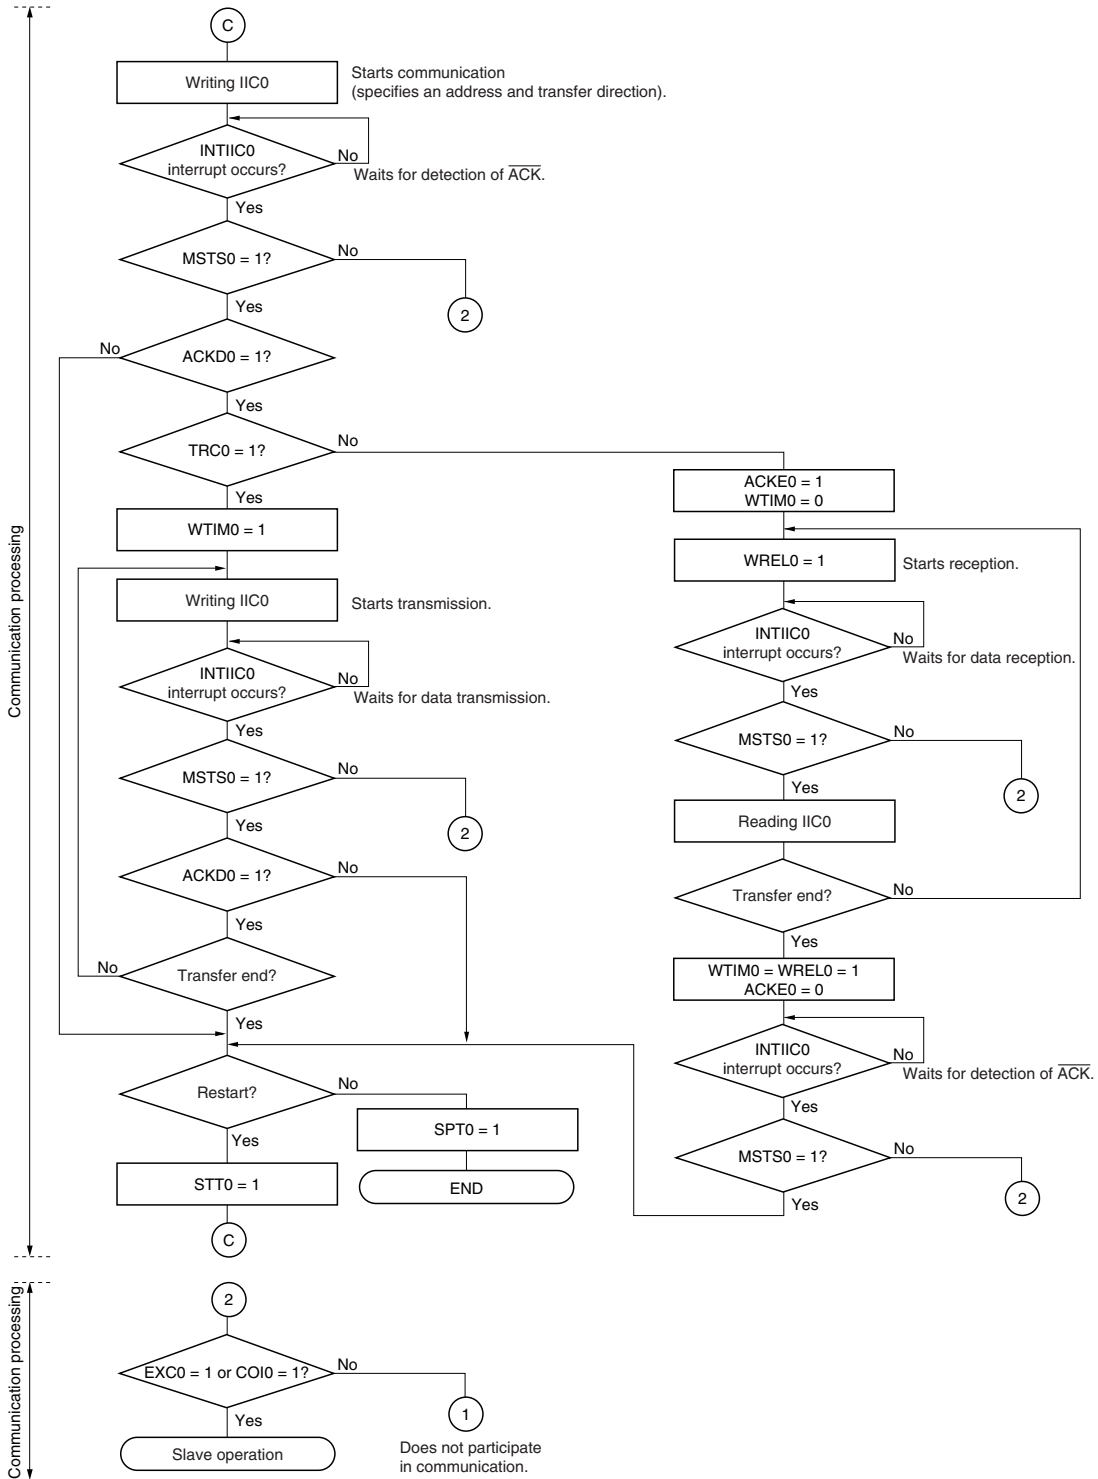 C
Writing IIC0
Starts communication
(specifies an address and transfer direction).
INTIIC0
interrupt occurs?
No
Waits for detection of ACK.
Yes
MSTS0 = 1?
No
2
Yes
No
ACKD0 = 1?
Yes
TRC0 = 1?
No
Yes
WTIM0 = 1
Writing IIC0
Starts transmission.
INTIIC0
interrupt occurs?
No
Waits for data transmission.
Yes
MSTS0 = 1?
No
2
Yes
ACKD0 = 1?
No
Yes
No
Transfer end?
Yes
Restart?
No
SPT0 = 1
END
Yes
STT0 = 1
C
ACKE0 = 1
WTIM0 = 0
WREL0 = 1
Starts reception.
INTIIC0
interrupt occurs?
No
Waits for data reception.
Yes
MSTS0 = 1?
No
2
Yes
Reading IIC0
Transfer end?
No
Yes
WTIM0 = WREL0 = 1
ACKE0 = 0
INTIIC0
interrupt occurs?
No
Waits for detection of ACK.
Yes
MSTS0 = 1?
No
2
Yes
Communication processing
2
EXC0 = 1 or COI0 = 1?
No
1
Does not participate
in communication.
Yes
Slave operation
Communication processing